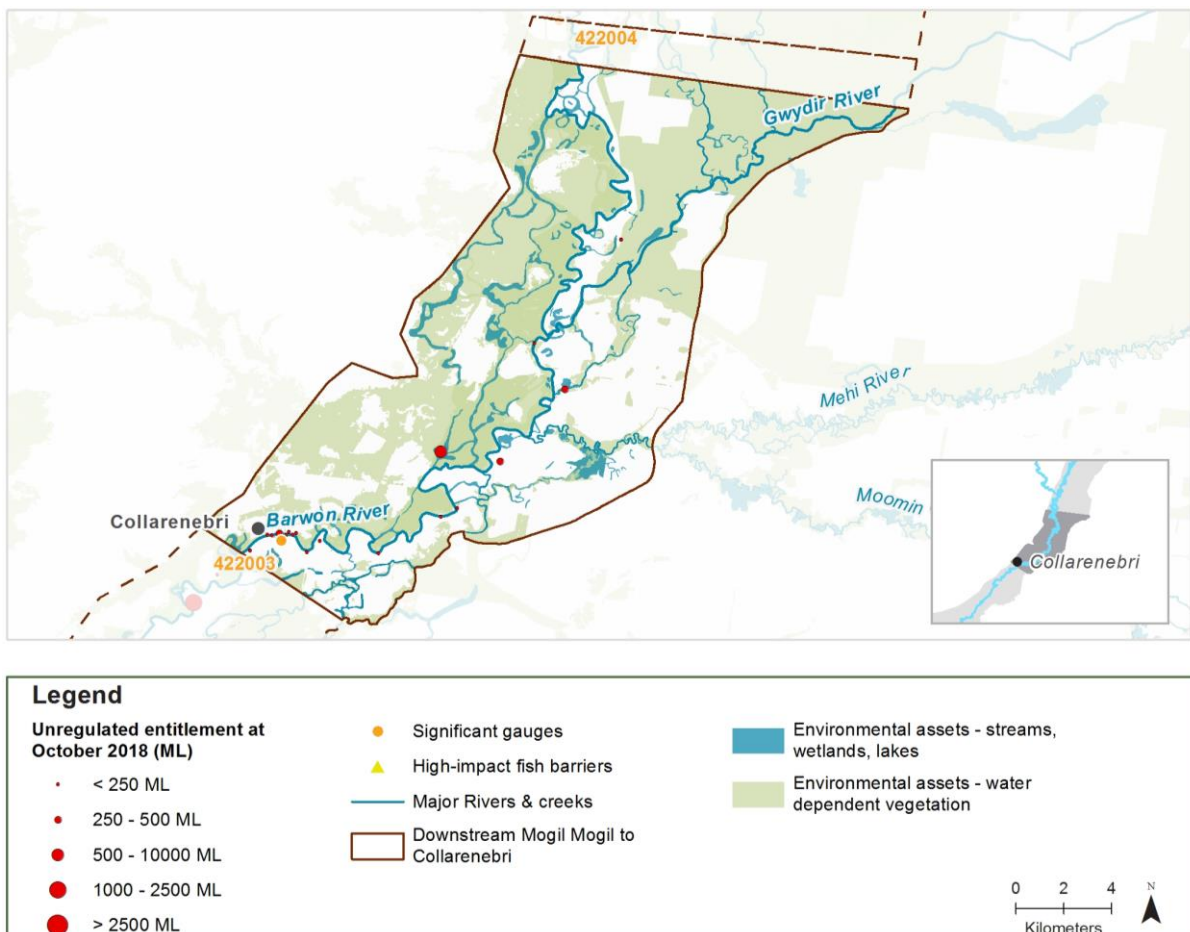 422004
Gwydir River
Mehi River
Moomin
Collarenebri
Barwon River
422003
Collarenebri
Legend
Unregulated entitlement at
October 2018 (ML)
< 250 ML
250 - 500 ML
500 - 10000 ML
1000 - 2500 ML
> 2500 ML
Significant gauges
High-impact fish barriers
Major Rivers & creeks
Downstream Mogil Mogil to
Collarenebri
Environmental assets - streams,
wetlands, lakes
Environmental assets - water
dependent vegetation
0 2 4
Kilometers
N